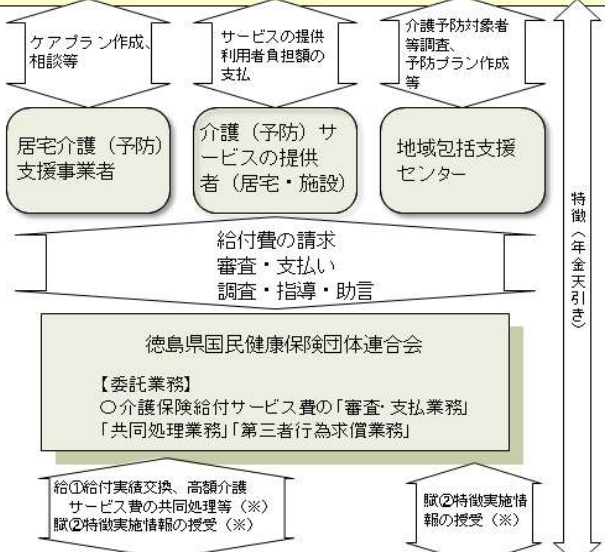 ケアプラン作成、
相談等
サービスの提供
利用者負担額の
支払
介護予防対象者
等調査、
予防プラン作成
等
居宅介護(予防)
支援事業者
介護(予防)サ
ービスの提供
者(居宅・施設)
地域包括支援
センター
特徴(年金天引き)
給付費の請求
審査・支払い
調査・指導・助言
徳島県国民健康保険団体連合会
【委託業務】
○介護保険給付サービス費の「審査・支払業務」
「共同処理業務」「第三者行為求償業務」
給①給付実績交換、高額介護
サービス費の共同処理等(※)
賦②特徴実施情報の授受(※)
賦②特徴実施情
報の授受(※)